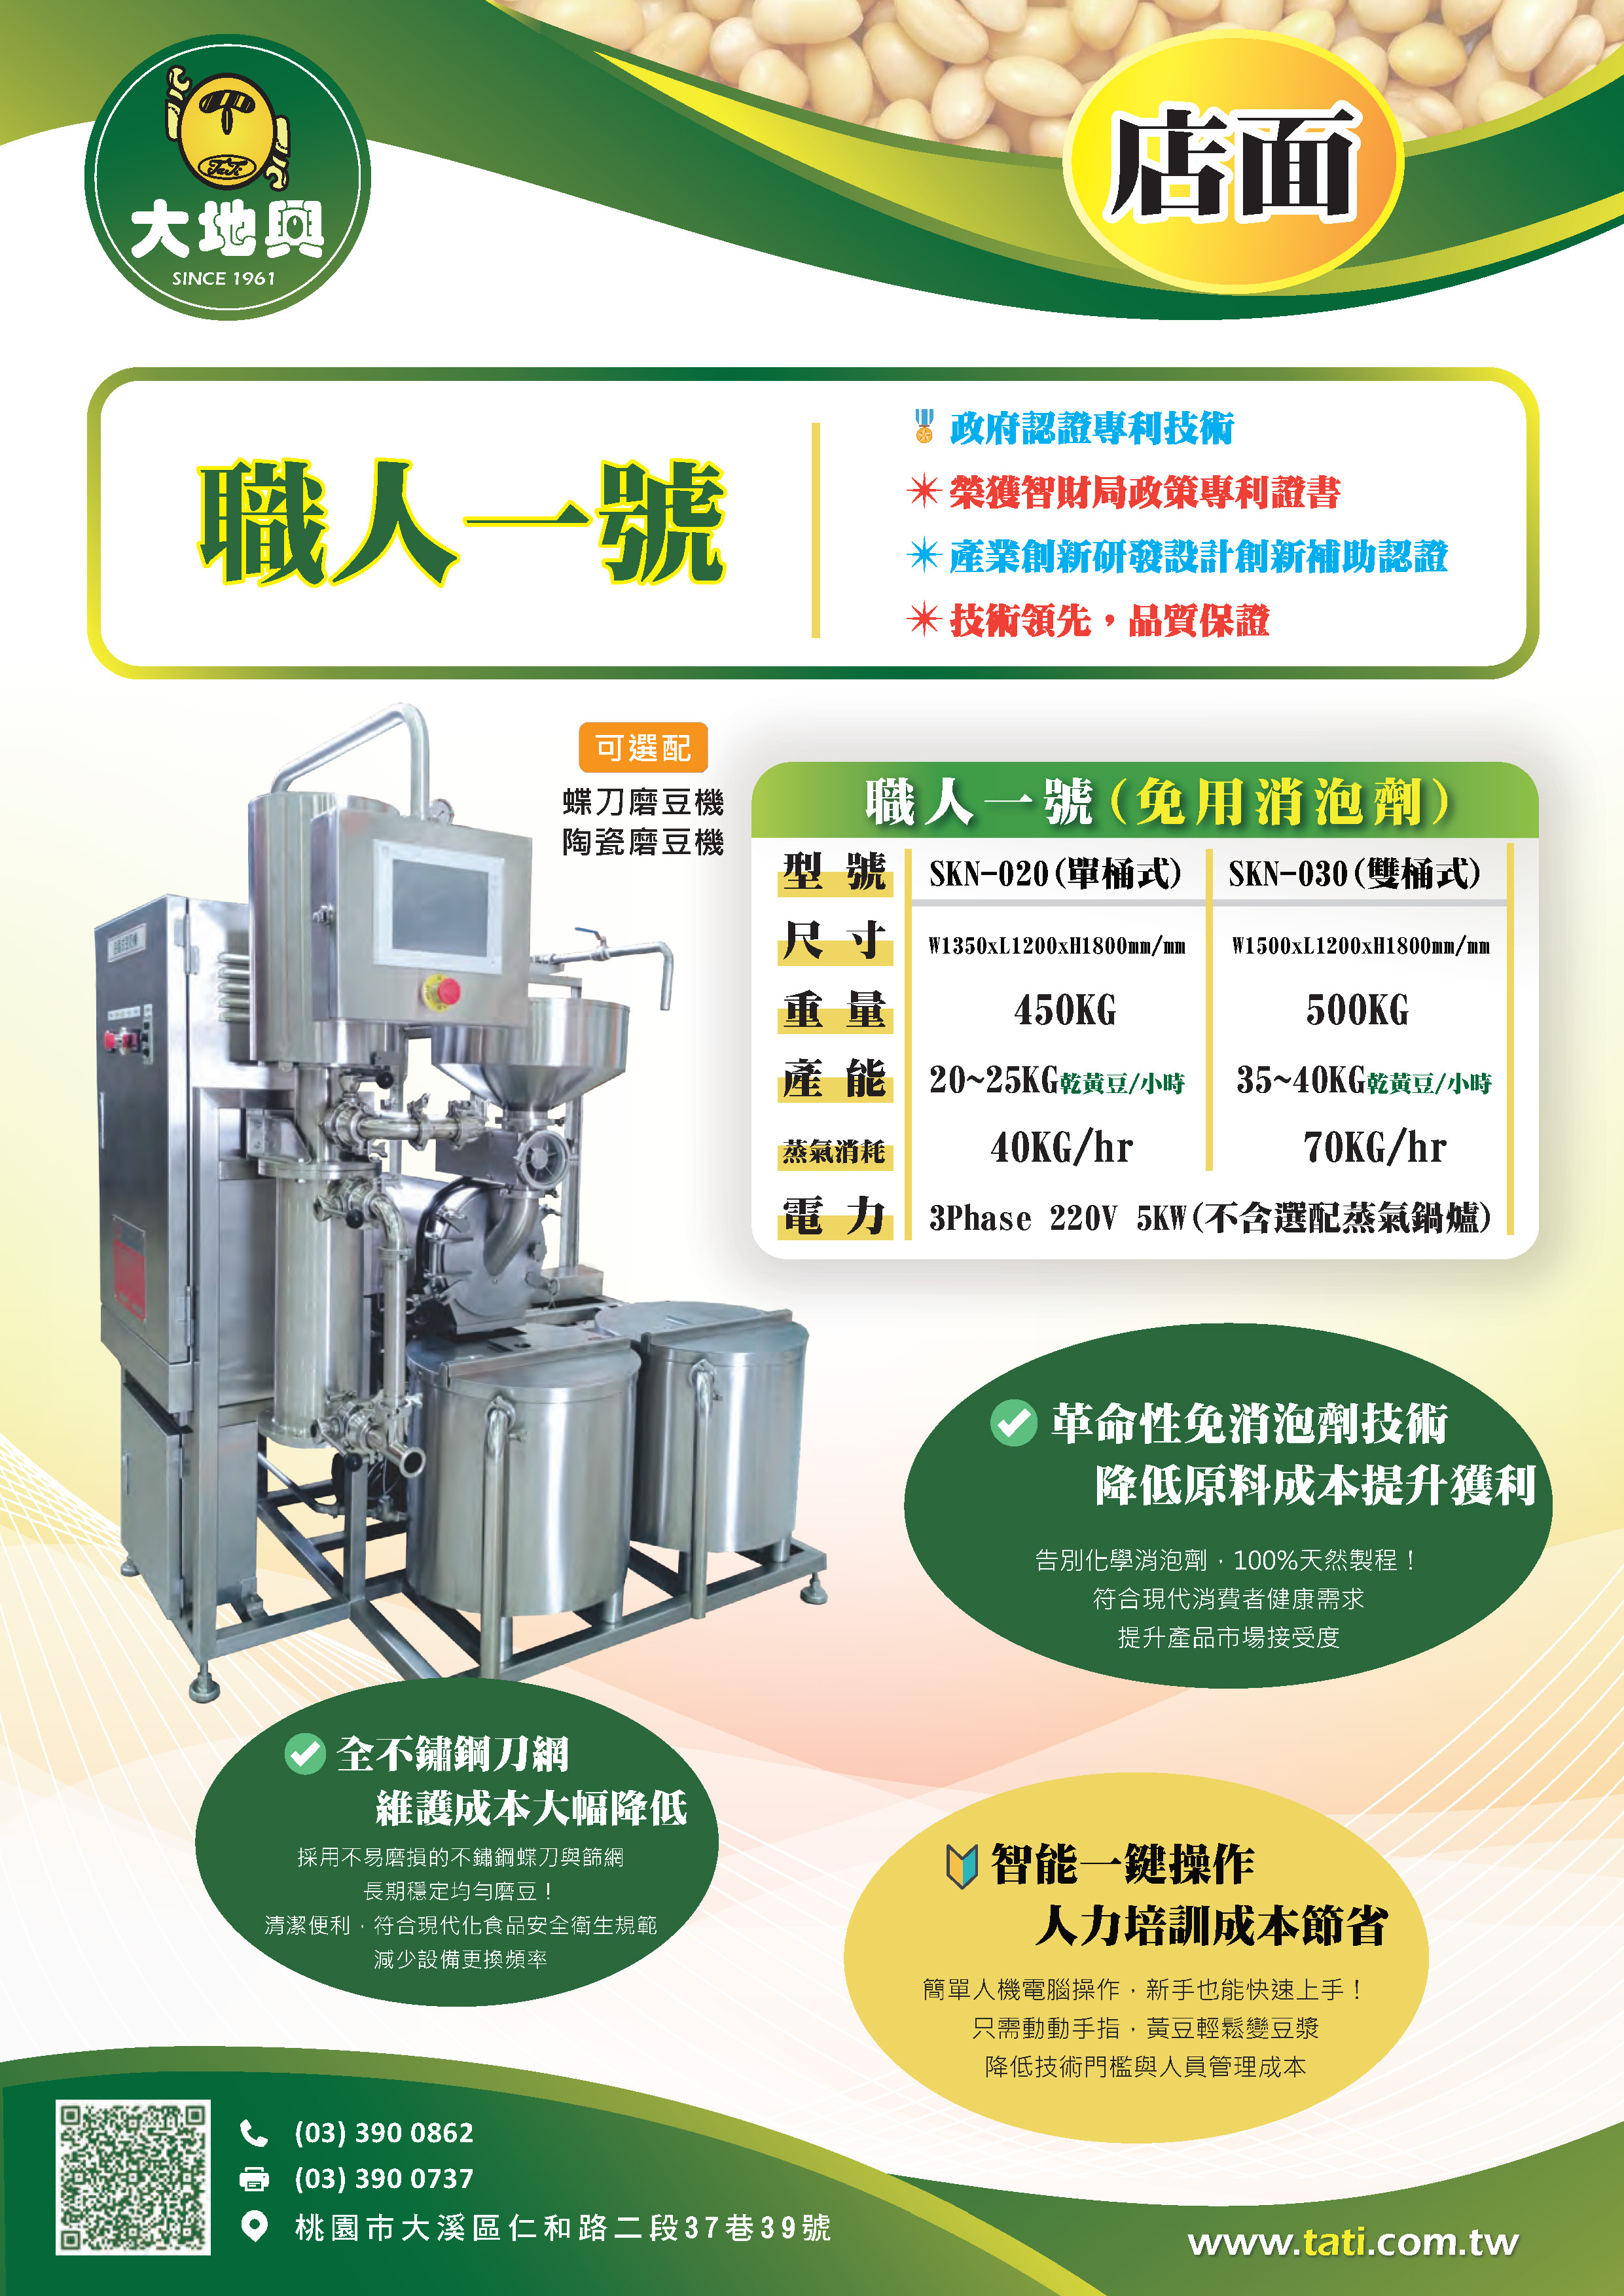 TaTi
大地興
SINCE 1961
店面
職人一號
政府認證專利技術
榮獲智財局政策專利證書
產業創新研發設計創新補助認證
技術領先，品質保證
可選配
蝶刀磨豆機
陶瓷磨豆機
職人一號(免用消泡劑)
型號 SKN-020(單桶式) SKN-030(雙桶式)
尺寸 W1350xL1200xH1800mm/mm W1500xL1200xH1800mm/mm
重量 450KG 500KG
產能 20~25KG乾黃豆/小時 35~40KG乾黃豆/小時
蒸氣消耗 40KG/hr 70KG/hr
電力 3Phase 220V 5KW(不含選配蒸氣鍋爐)
革命性免消泡劑技術
降低原料成本提升獲利
告別化學消泡劑，100%天然製程！
符合現代消費者健康需求
提升產品市場接受度
全不鏽鋼刀網
維護成本大幅降低
採用不易磨損的不鏽鋼蝶刀與篩網
長期穩定均勻磨豆！
清潔便利，符合現代化食品安全衛生規範
減少設備更換頻率
智能一鍵操作
人力培訓成本節省
簡單人機電腦操作，新手也能快速上手！
只需動動手指，黃豆輕鬆變豆漿
降低技術門檻與人員管理成本
(03) 390 0862
(03) 390 0737
桃園市大溪區仁和路二段37巷39號
www.tati.com.tw